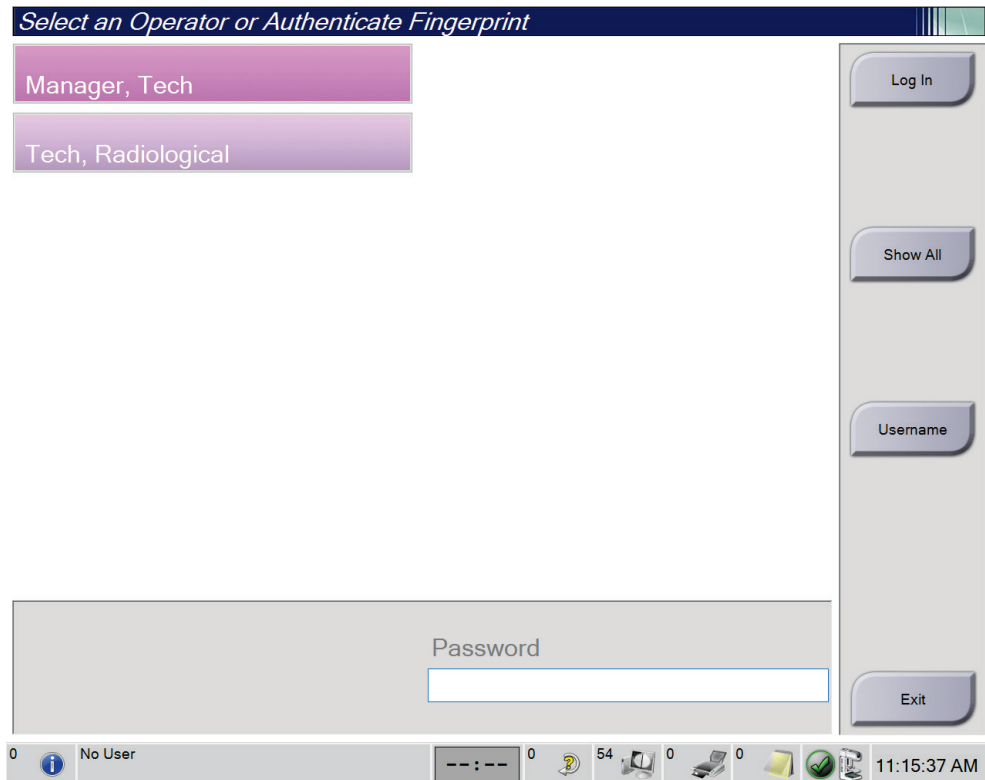 Select an Operator or Authenticate Fingerprint
Manager, Tech
Log In
Tech, Radiological
Show All
Username
Password
Exit
0 No User --:-- 0 54 0 0 11:15:37 AM